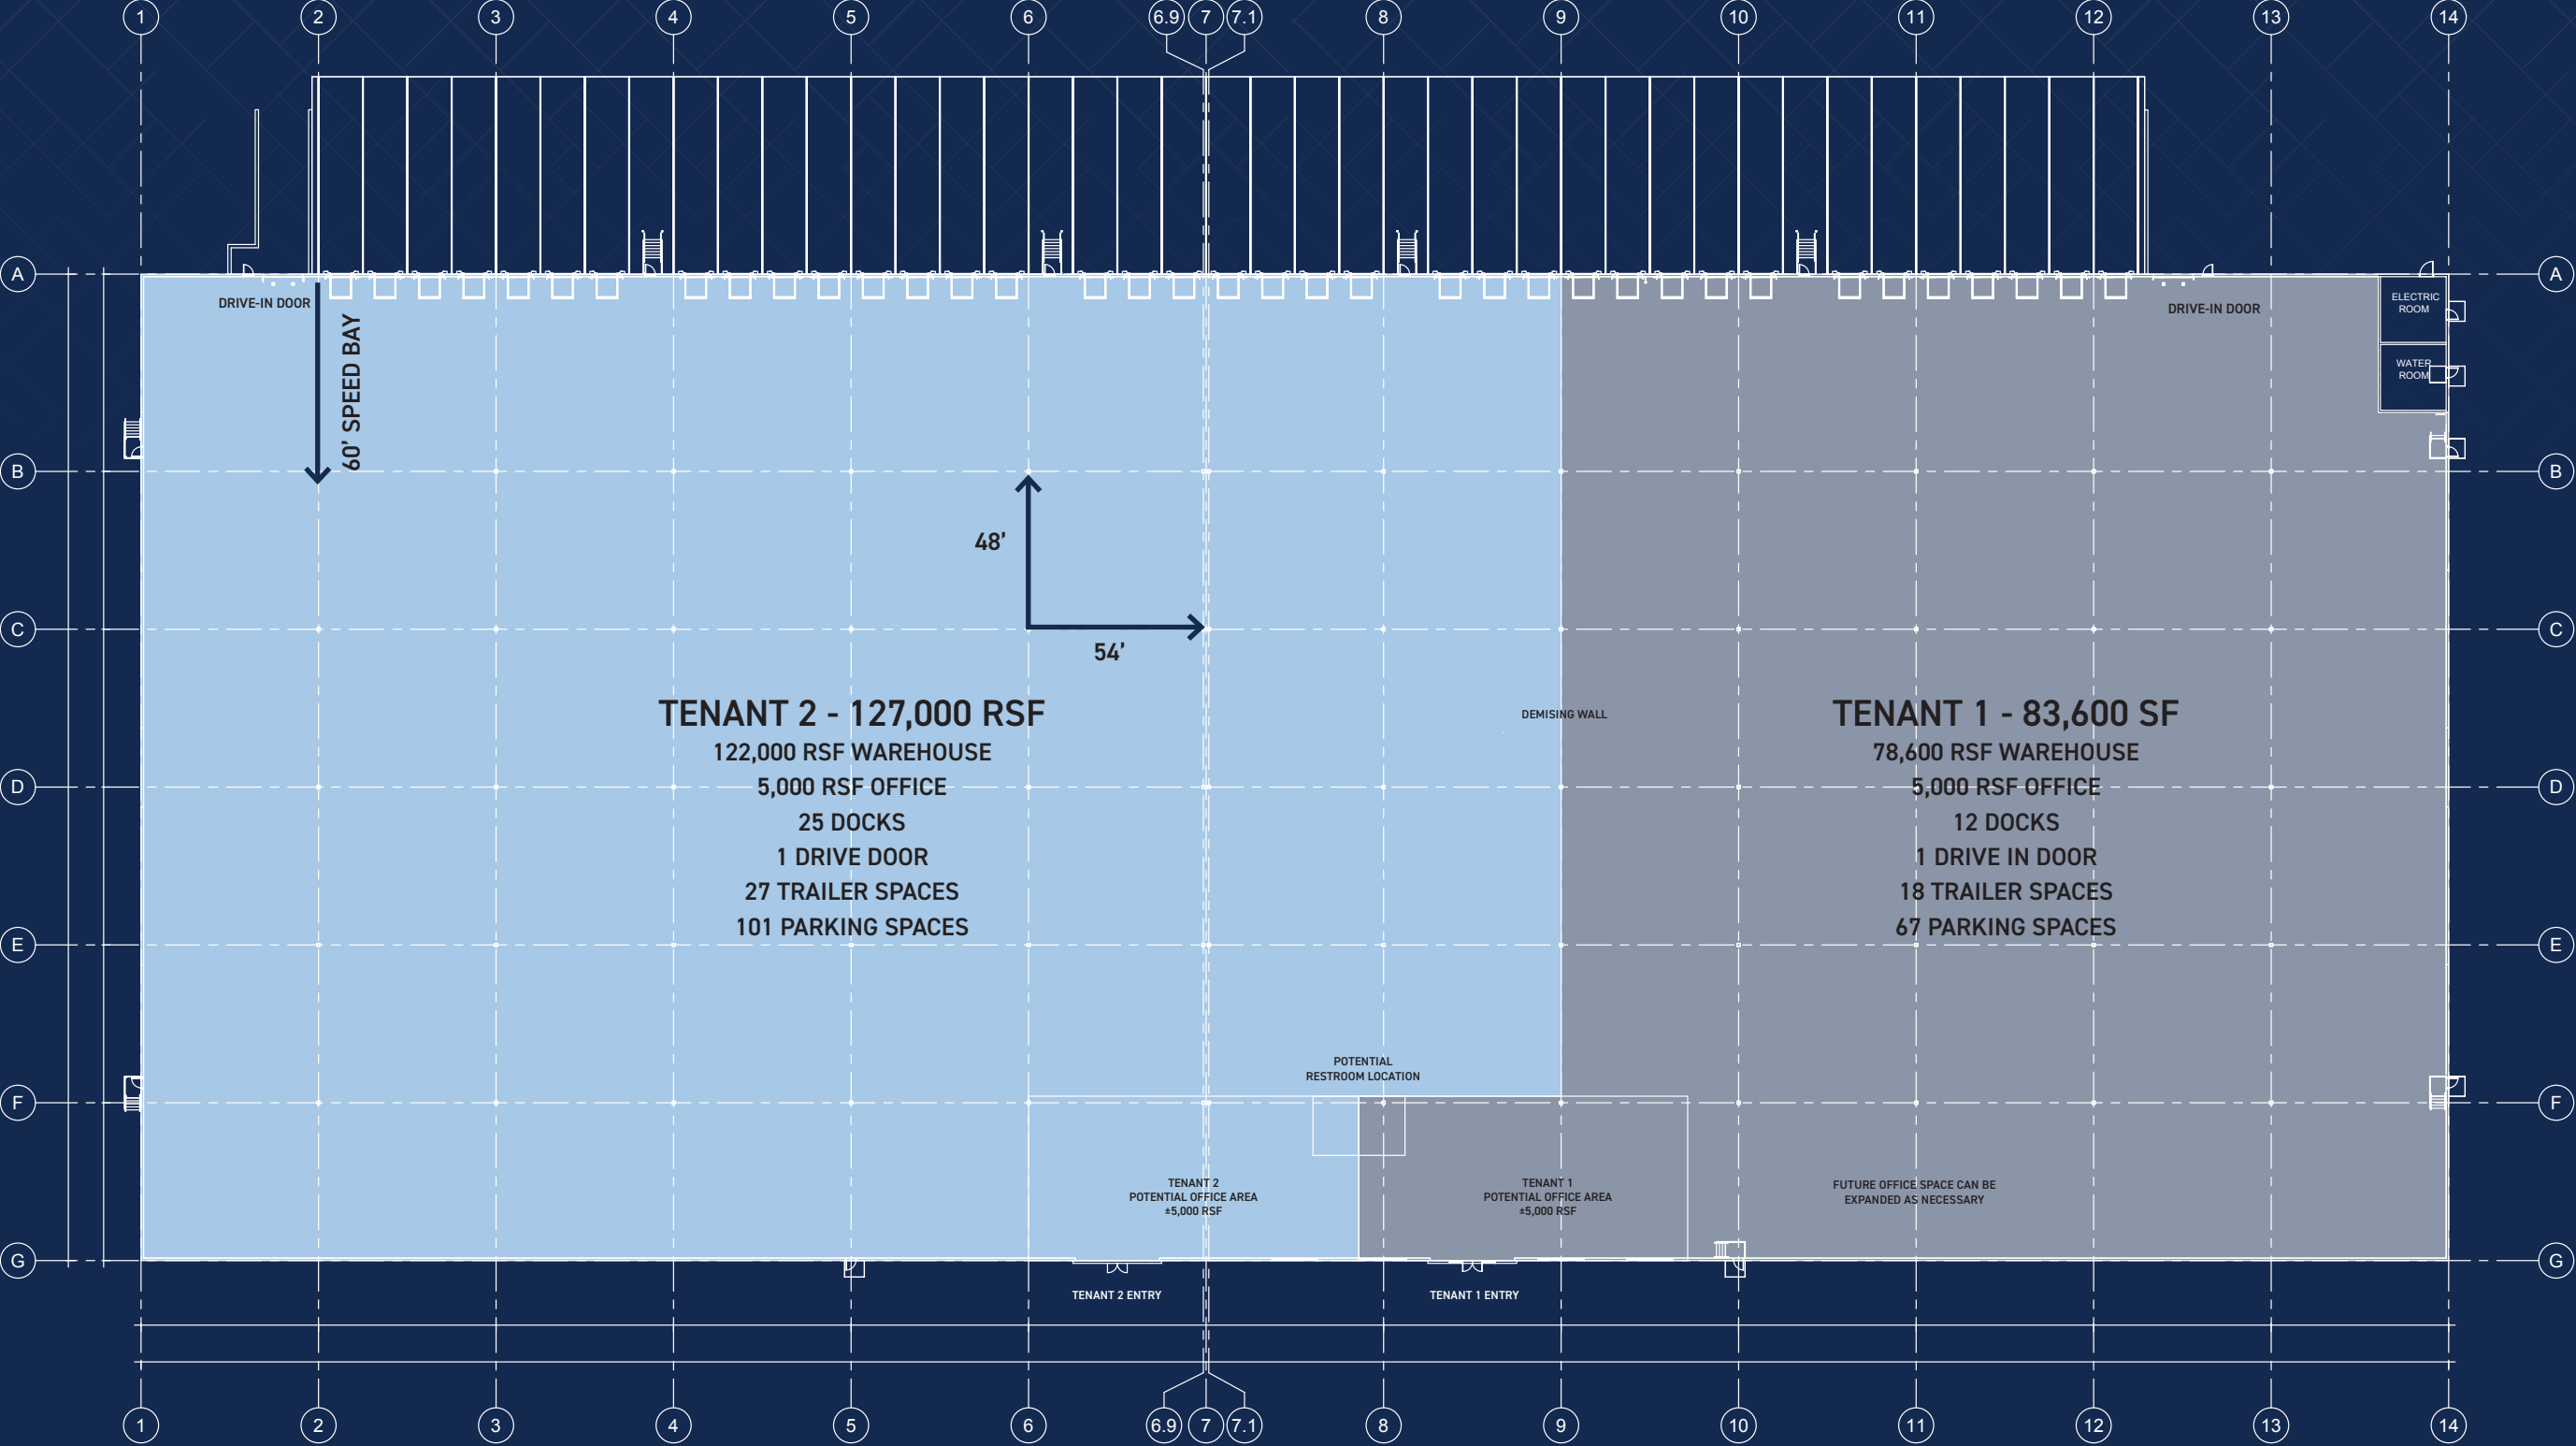 1 2 3 4 5 6 6.9 7 7.1 8 9 10 11 12 13 14
A A
DRIVE-IN DOOR
60’ SPEED BAY
DRIVE-IN DOOR
ELECTRIC
ROOM
WATER
ROOM
B B
48’
54’
C C
TENANT 2 - 127,000 RSF
122,000 RSF WAREHOUSE
5,000 RSF OFFICE
25 DOCKS
1 DRIVE DOOR
27 TRAILER SPACES
101 PARKING SPACES
DEMISING WALL
TENANT 1 - 83,600 SF
78,600 RSF WAREHOUSE
5,000 RSF OFFICE
12 DOCKS
1 DRIVE IN DOOR
18 TRAILER SPACES
67 PARKING SPACES
D D
E E
POTENTIAL
RESTROOM LOCATION
F F
TENANT 2
POTENTIAL OFFICE AREA
±5,000 RSF
TENANT 1
POTENTIAL OFFICE AREA
±5,000 RSF
FUTURE OFFICE SPACE CAN BE
EXPANDED AS NECESSARY
G G
TENANT 2 ENTRY
TENANT 1 ENTRY
1 2 3 4 5 6 6.9 7 7.1 8 9 10 11 12 13 14